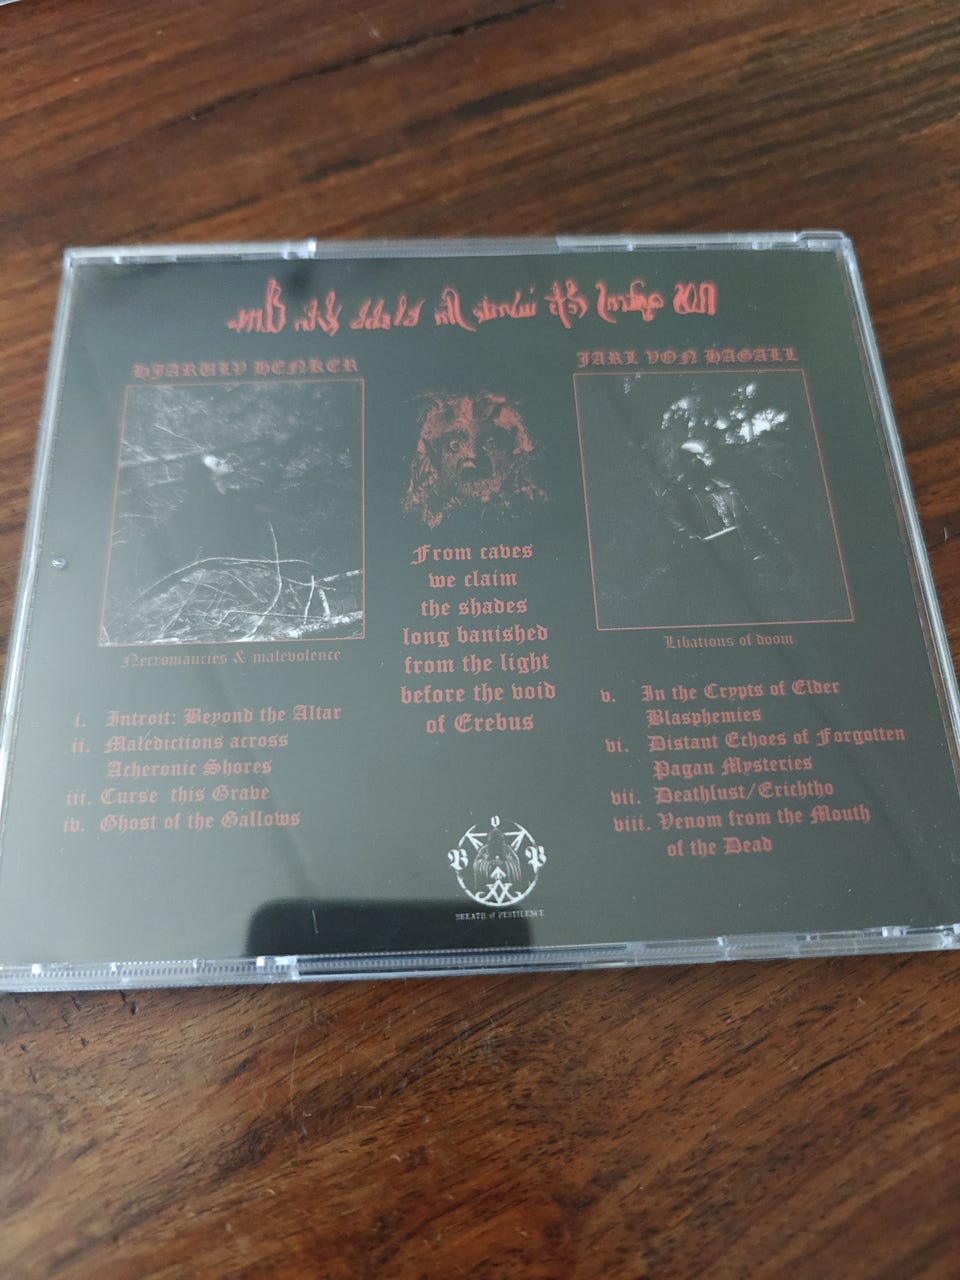 HJARULV HENKER
JARL VON HAGALL
From caves
we claim
the shades
long banished
from the light
before the void
of Erebus
Necromancies & malevolence
Libations of doom
i. Introit: Beyond the Altar
ii. Maledictions across
Acheronic Shores
iii. Curse this Grave
iv. Ghost of the Gallows
v. In the Crypts of Elder
Blasphemies
vi. Distant Echoes of Forgotten
Pagan Mysteries
vii. Deathlust/Erichtho
viii. Venom from the Mouth
of the Dead
B O P
BREATH of PESTILENCE